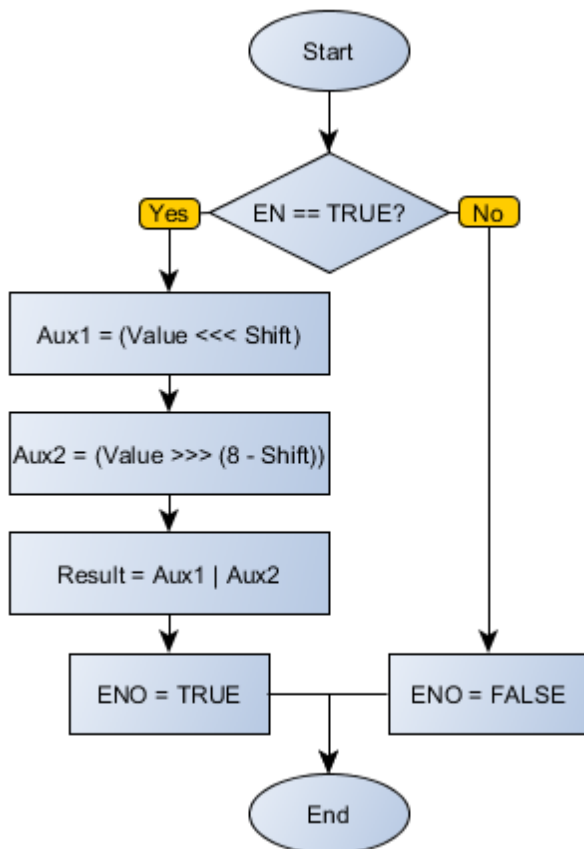 Start
EN == TRUE?
Yes
No
Aux1 = (Value <<< Shift)
Aux2 = (Value >>> (8 - Shift))
Result = Aux1 | Aux2
ENO = TRUE
ENO = FALSE
End